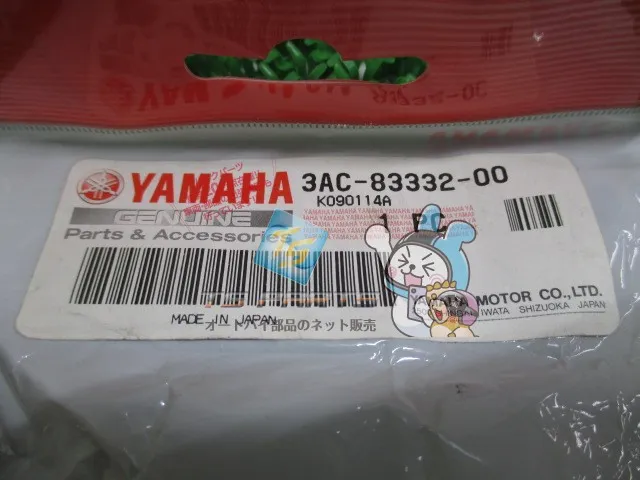 YAMAHA
3AC-83332-00
K090114A
GENUINE
Parts & Accessories
1 PC
MOTOR CO.,LTD.
IWATA SHIZUOKA JAPAN
MADE IN JAPAN
オートバイ部品のネット販売